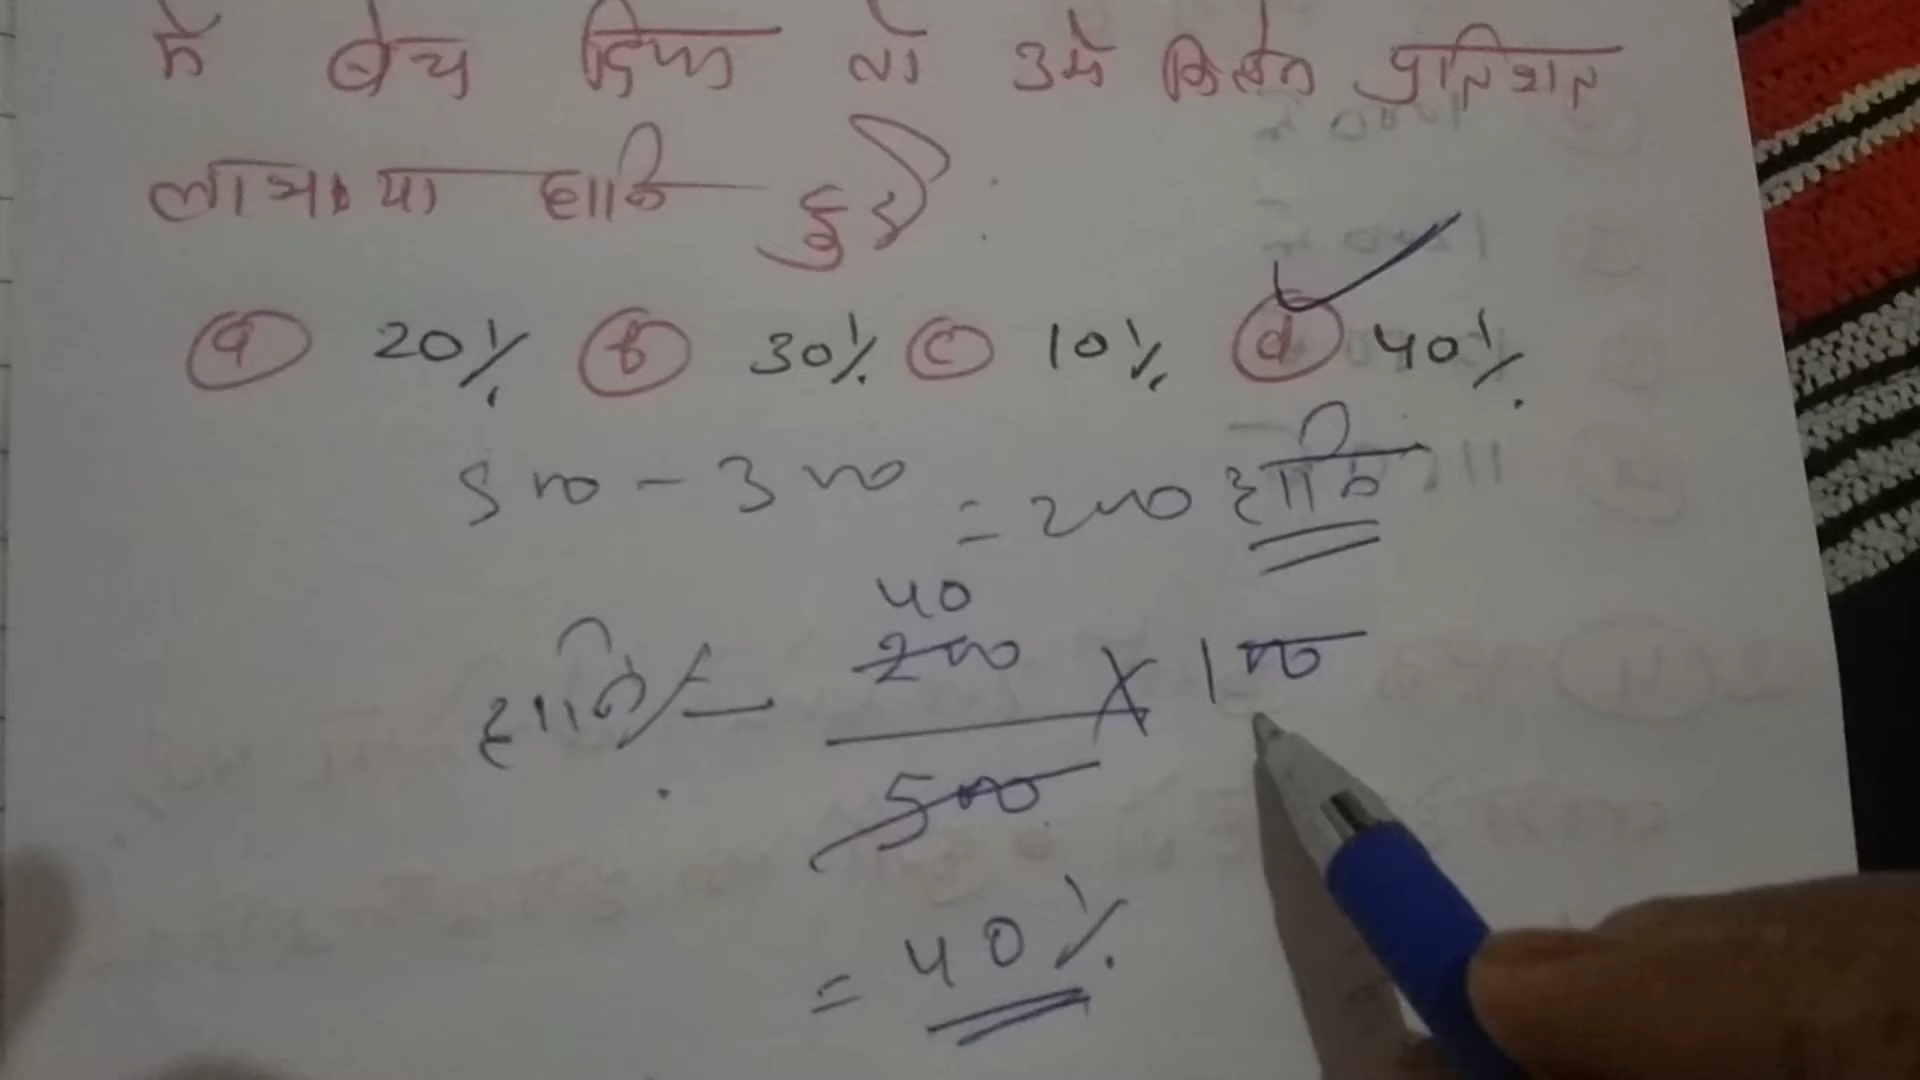 में बेच दिया तो उसे कितने प्रतिशत
लाभ या हानि हुई
a 20% b 30% c 10% d 40%
500 - 300 = 200 हानि
हानि% = 200/500 × 100
40
= 40%